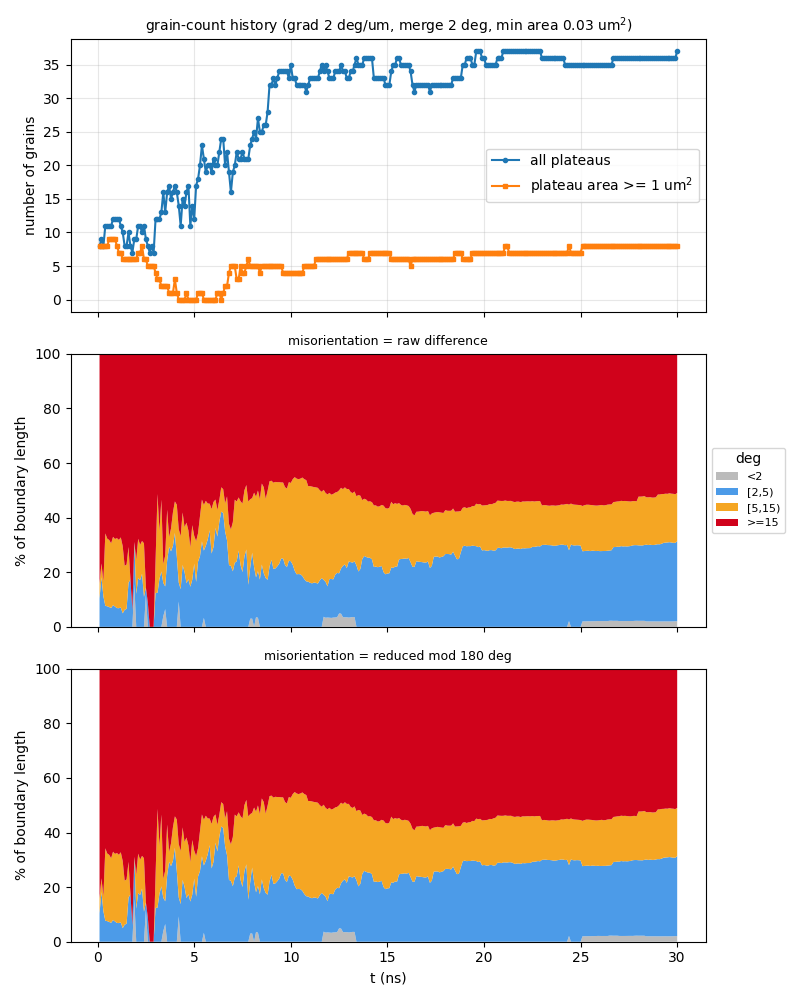 grain-count history (grad 2 deg/um, merge 2 deg, min area 0.03 um²)
number of grains
35
30
25
20
15
10
5
0
all plateaus
plateau area >= 1 um²
misorientation = raw difference
% of boundary length
100
80
60
40
20
0
deg
<2
[2,5)
[5,15)
>=15
misorientation = reduced mod 180 deg
% of boundary length
100
80
60
40
20
0
0 5 10 15 20 25 30
t (ns)